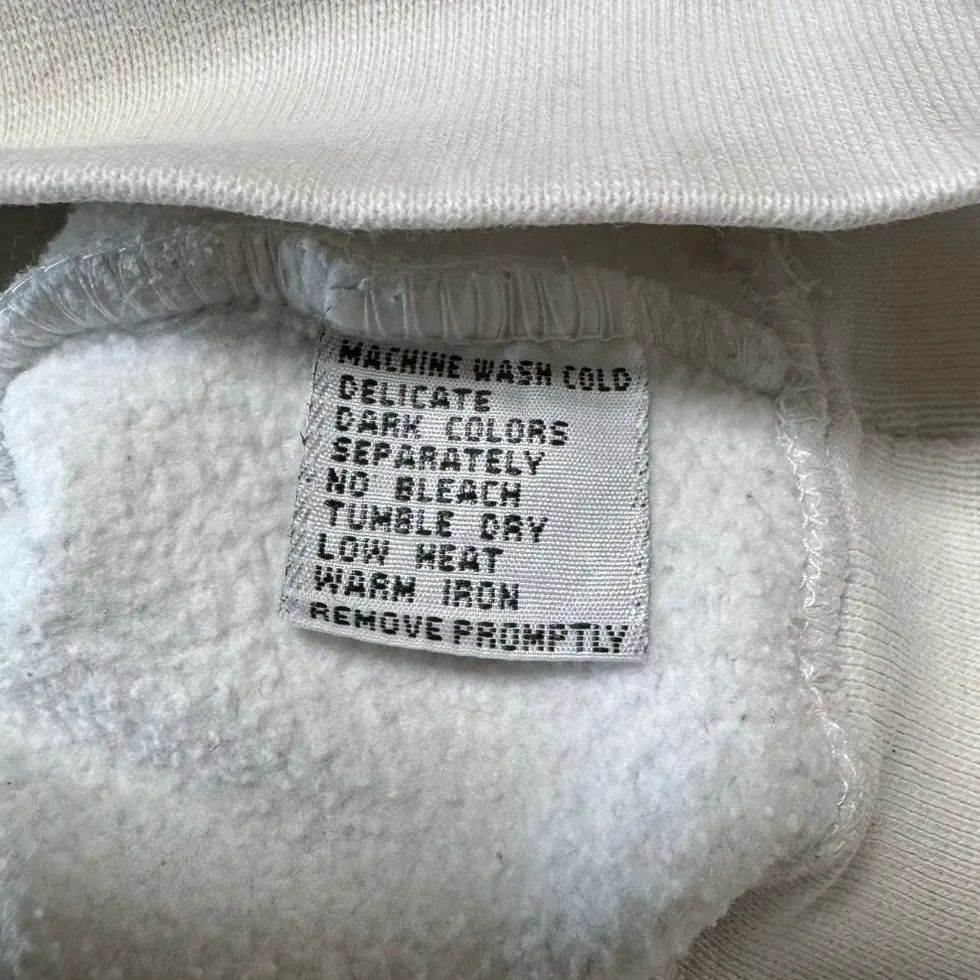 MACHINE WASH COLD
DELICATE
DARK COLORS
SEPARATELY
NO BLEACH
TUMBLE DRY
LOW HEAT
WARM IRON
REMOVE PROMPTLY